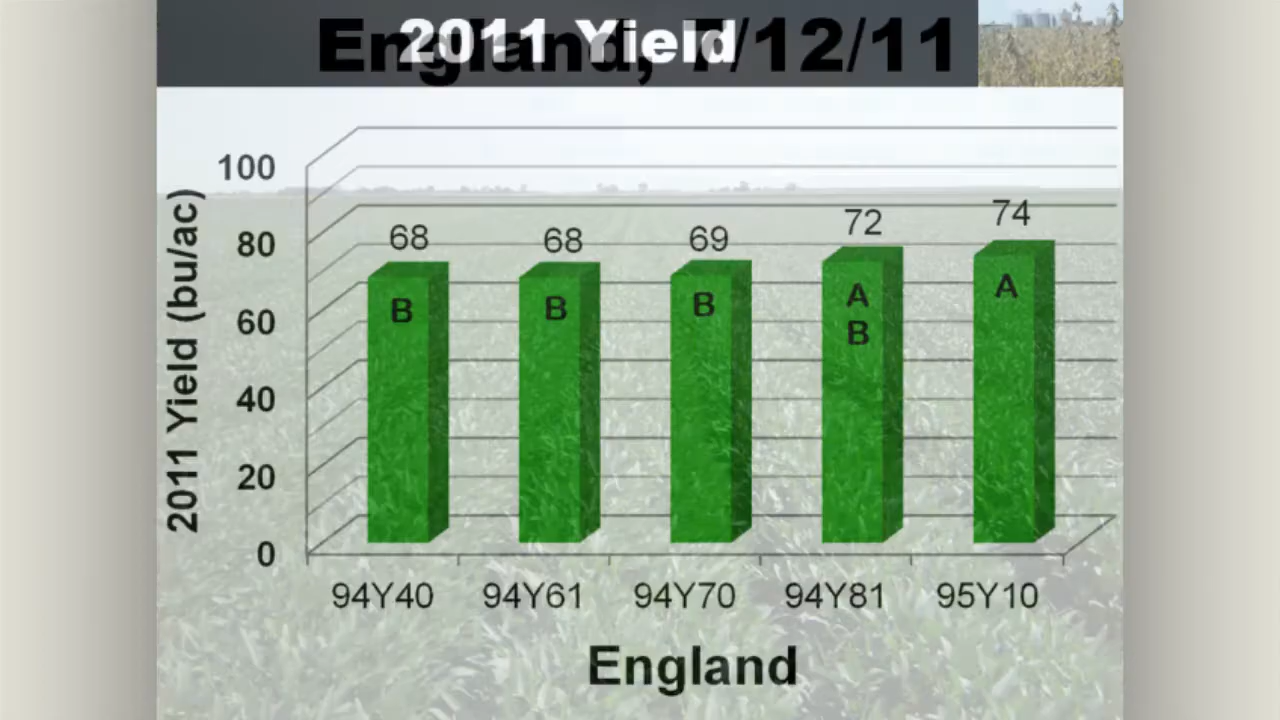 England, 7/12/11
2011 Yield
2011 Yield (bu/ac)
100
80
60
40
20
0
68
68
69
72
74
B
B
B
A
B
A
94Y40 94Y61 94Y70 94Y81 95Y10
England